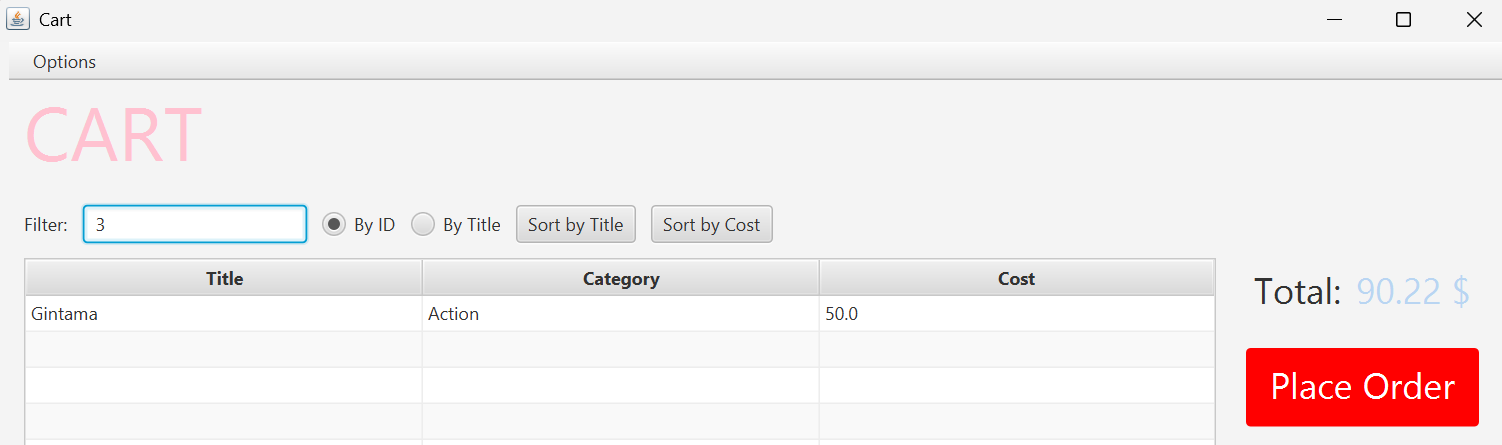 Cart
Options
CART
Filter: 3 By ID By Title Sort by Title Sort by Cost
Title Category Cost
Gintama Action 50.0
Total: 90.22 $
Place Order